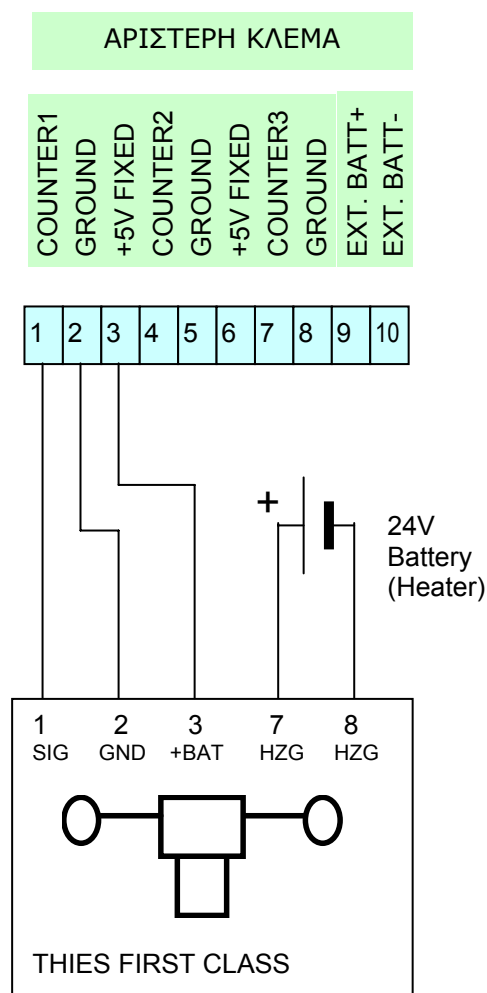 ΑΡΙΣΤΕΡΗ ΚΛΕΜΑ
COUNTER1
GROUND
+5V FIXED
COUNTER2
GROUND
+5V FIXED
COUNTER3
GROUND
EXT. BATT+
EXT. BATT-
1 2 3 4 5 6 7 8 9 10
+
24V
Battery
(Heater)
1 2 3 7 8
SIG GND +BAT HZG HZG
THIES FIRST CLASS